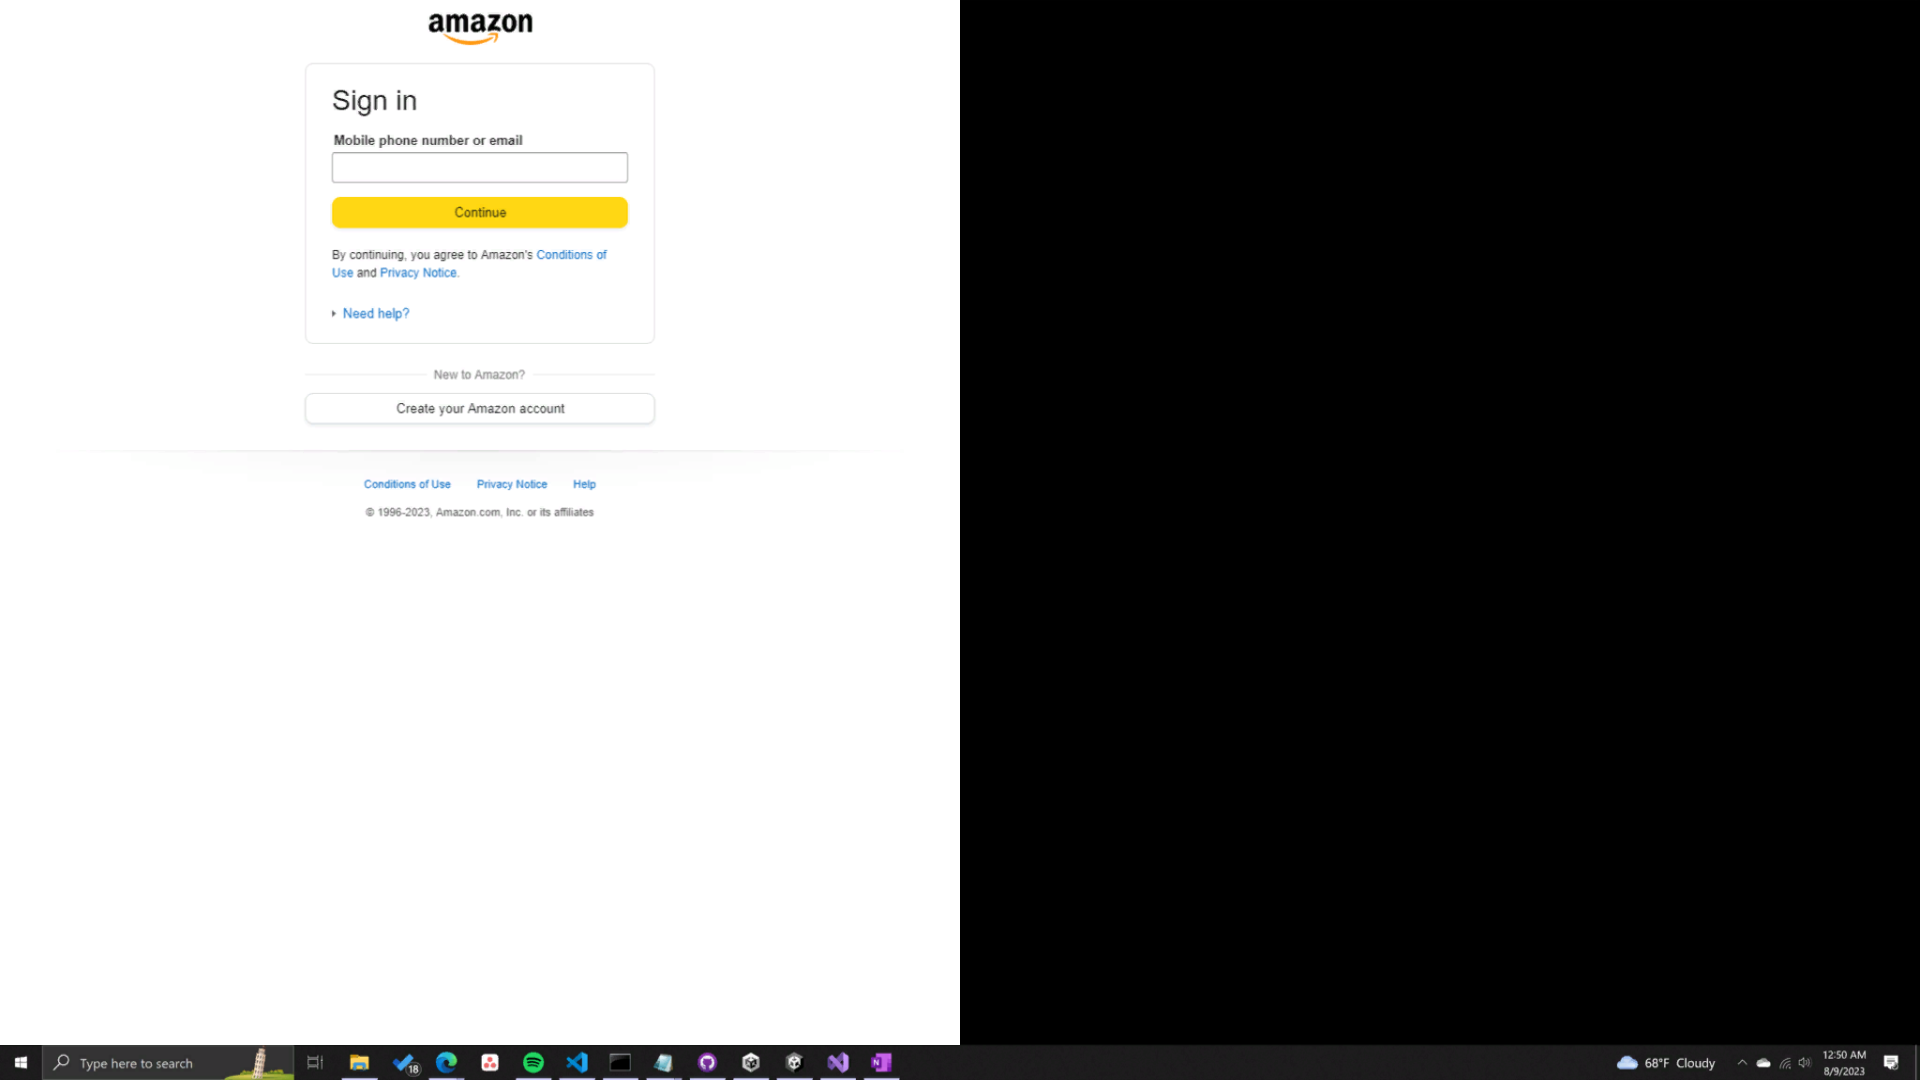 amazon
Sign in
Mobile phone number or email
Continue
By continuing, you agree to Amazon's Conditions of
Use and Privacy Notice.
Need help?
New to Amazon?
Create your Amazon account
Conditions of Use Privacy Notice Help
© 1996-2023, Amazon.com, Inc. or its affiliates
Type here to search
18
N
68°F Cloudy
12:50 AM
8/9/2023